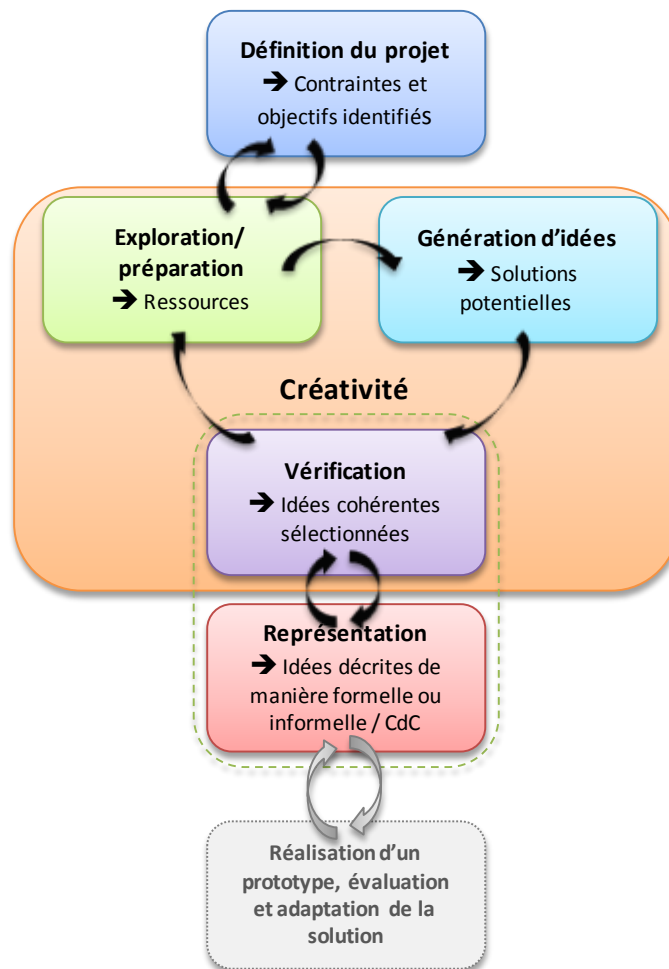 Définition du projet
➔ Contraintes et
objectifs identifiés
Exploration/
préparation
➔ Ressources
Génération d’idées
➔ Solutions
potentielles
Créativité
Vérification
➔ Idées cohérentes
sélectionnées
Représentation
➔ Idées décrites de
manière formelle ou
informelle / CdC
Réalisation d’un
prototype, évaluation
et adaptation de la
solution